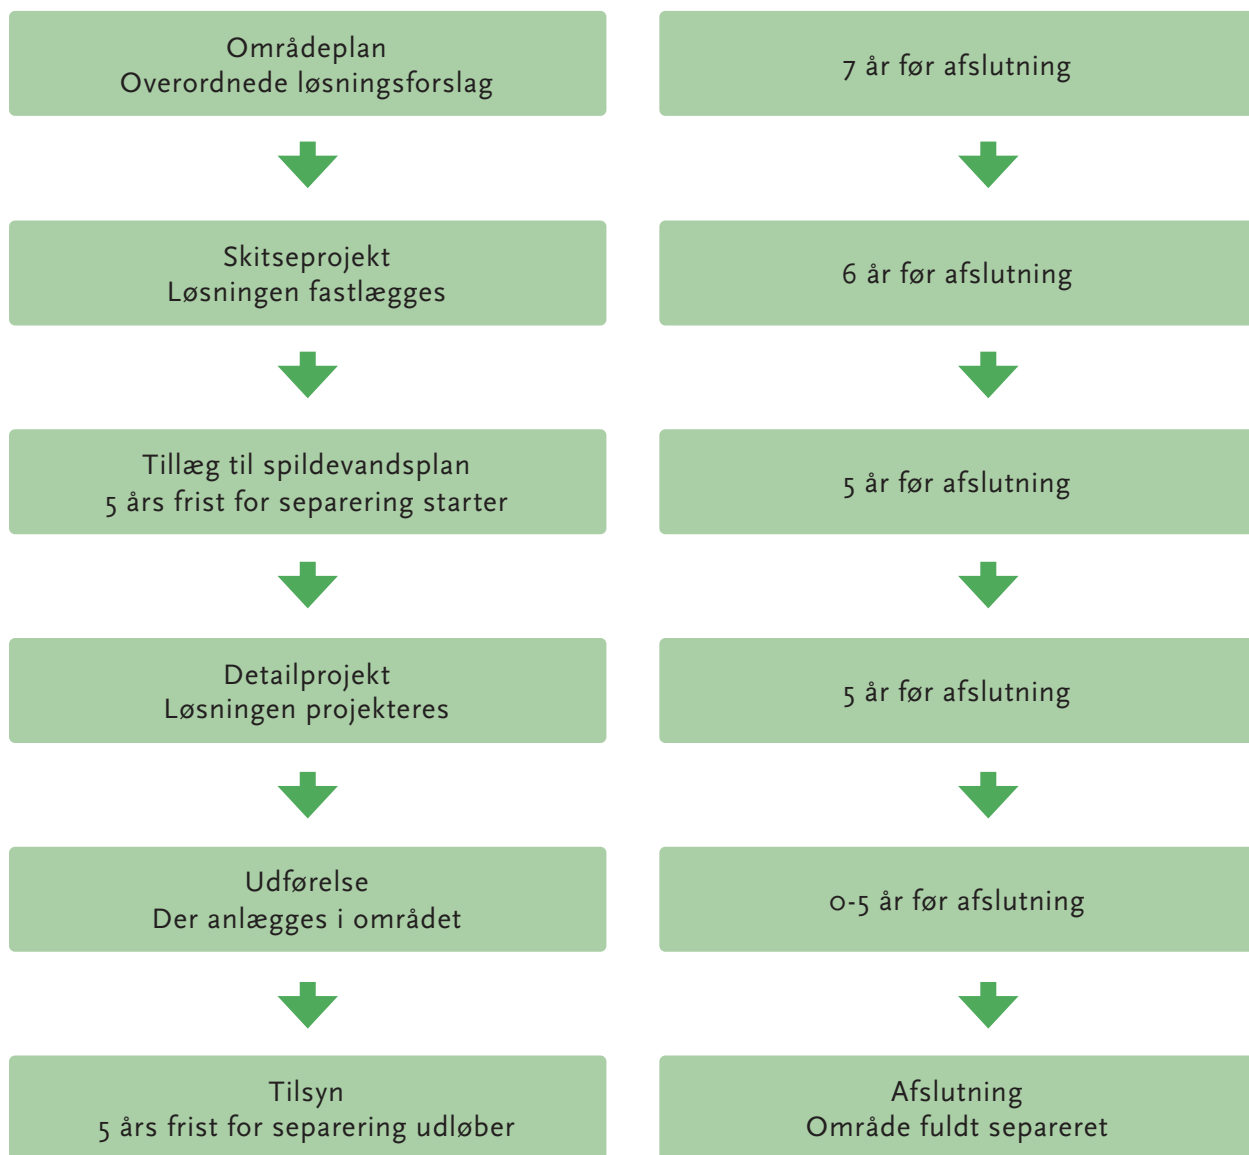 Områdeplan
Overordnede løsningsforslag
7 år før afslutning
Skitseprojekt
Løsningen fastlægges
6 år før afslutning
Tillæg til spildevandsplan
5 års frist for separering starter
5 år før afslutning
Detailprojekt
Løsningen projekteres
5 år før afslutning
Udførelse
Der anlægges i området
0-5 år før afslutning
Tilsyn
5 års frist for separering udløber
Afslutning
Område fuldt separeret